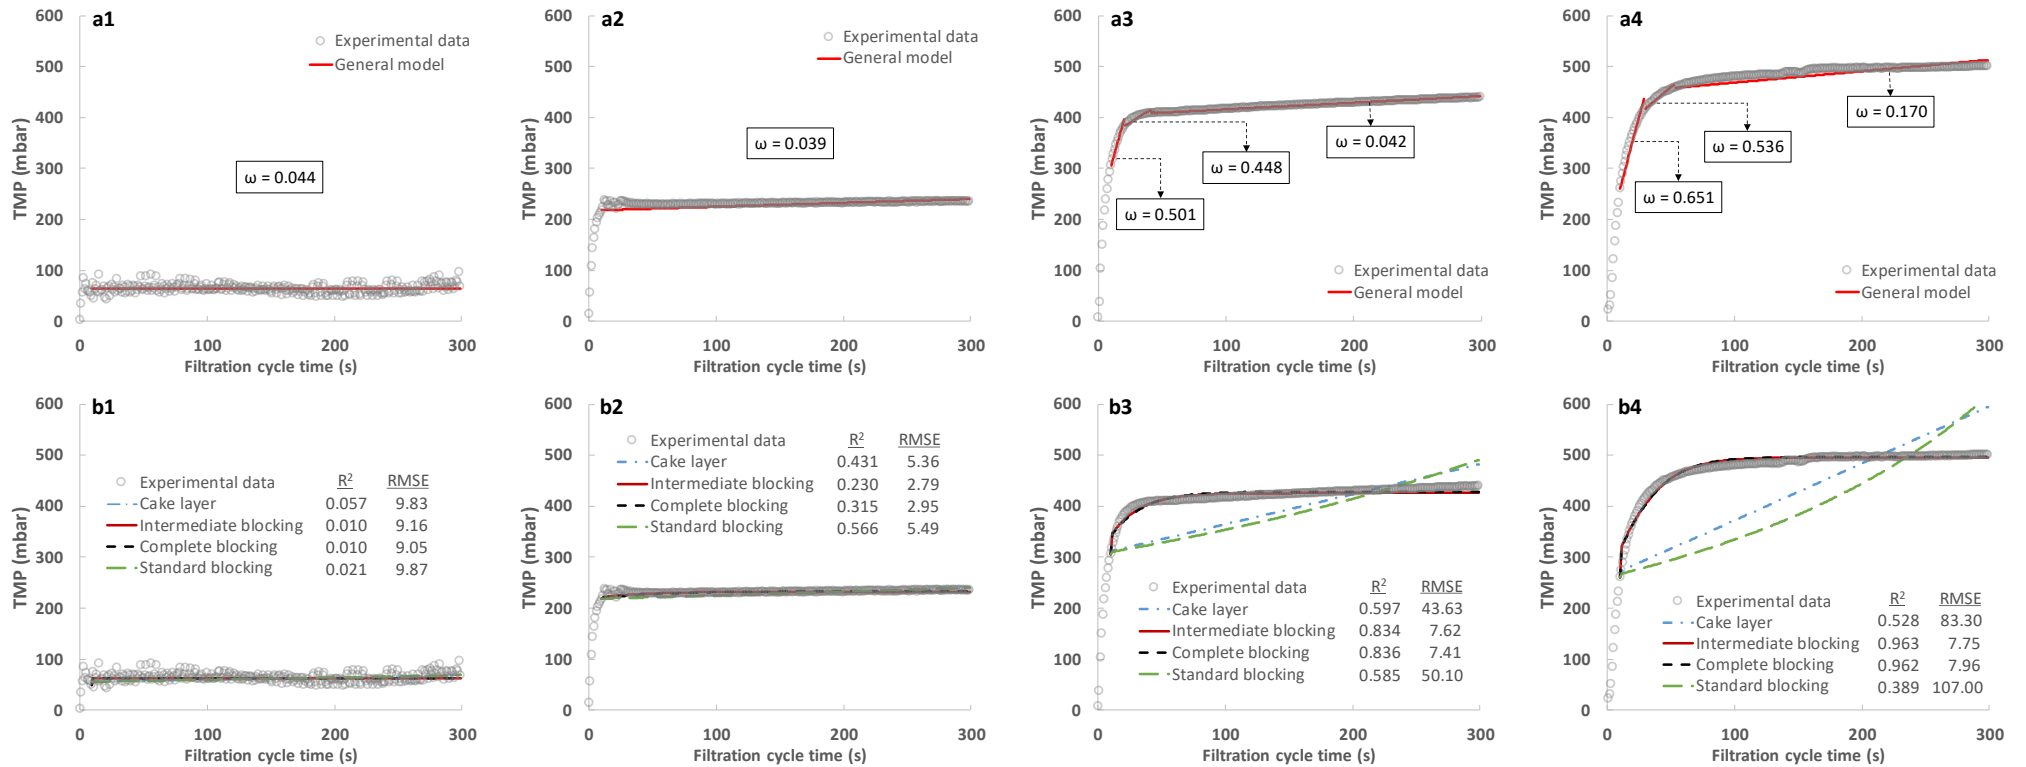 a1
TMP (mbar)
600
500
400
300
200
100
0
Experimental data
General model
ω = 0.044
0
100
200
300
Filtration cycle time (s)
a2
TMP (mbar)
600
500
400
300
200
100
0
Experimental data
General model
ω = 0.039
0
100
200
300
Filtration cycle time (s)
a3
TMP (mbar)
600
500
400
300
200
100
0
ω = 0.042
ω = 0.448
ω = 0.501
Experimental data
General model
0
100
200
300
Filtration cycle time (s)
a4
TMP (mbar)
600
500
400
300
200
100
0
ω = 0.170
ω = 0.536
ω = 0.651
Experimental data
General model
0
100
200
300
Filtration cycle time (s)
b1
TMP (mbar)
600
500
400
300
200
100
0
R² RMSE
Experimental data
Cake layer 0.057 9.83
Intermediate blocking 0.010 9.16
Complete blocking 0.010 9.05
Standard blocking 0.021 9.87
0
100
200
300
Filtration cycle time (s)
b2
TMP (mbar)
600
500
400
300
200
100
0
Experimental data R² RMSE
Cake layer 0.431 5.36
Intermediate blocking 0.230 2.79
Complete blocking 0.315 2.95
Standard blocking 0.566 5.49
0
100
200
300
Filtration cycle time (s)
b3
TMP (mbar)
600
500
400
300
200
100
0
Experimental data R² RMSE
Cake layer 0.597 43.63
Intermediate blocking 0.834 7.62
Complete blocking 0.836 7.41
Standard blocking 0.585 50.10
0
100
200
300
Filtration cycle time (s)
b4
TMP (mbar)
600
500
400
300
200
100
0
Experimental data R² RMSE
Cake layer 0.528 83.30
Intermediate blocking 0.963 7.75
Complete blocking 0.962 7.96
Standard blocking 0.389 107.00
0
100
200
300
Filtration cycle time (s)